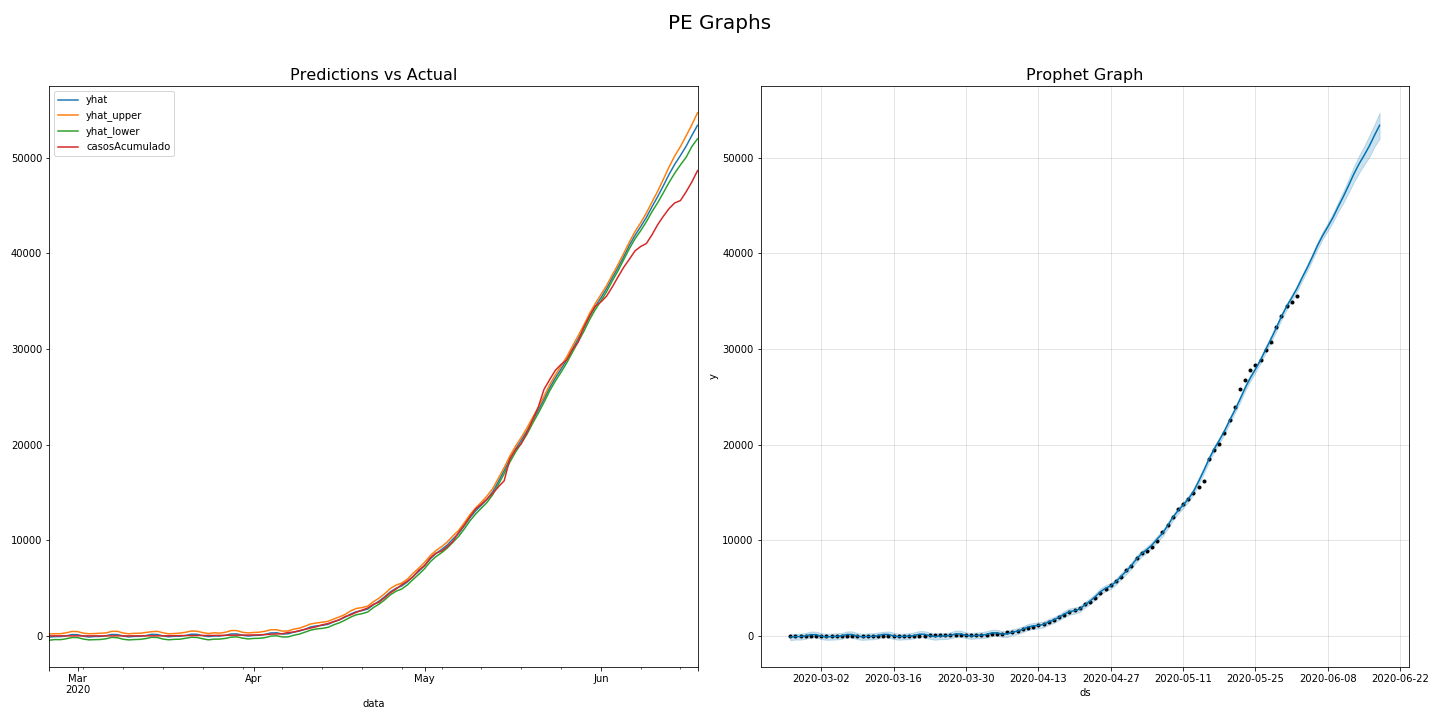 PE Graphs
Predictions vs Actual
yhat
yhat_upper
yhat_lower
casosAcumulado
50000
40000
30000
20000
10000
0
Mar
2020
Apr
May
Jun
data
Prophet Graph
y
50000
40000
30000
20000
10000
0
2020-03-02 2020-03-16 2020-03-30 2020-04-13 2020-04-27 2020-05-11 2020-05-25 2020-06-08 2020-06-22
ds